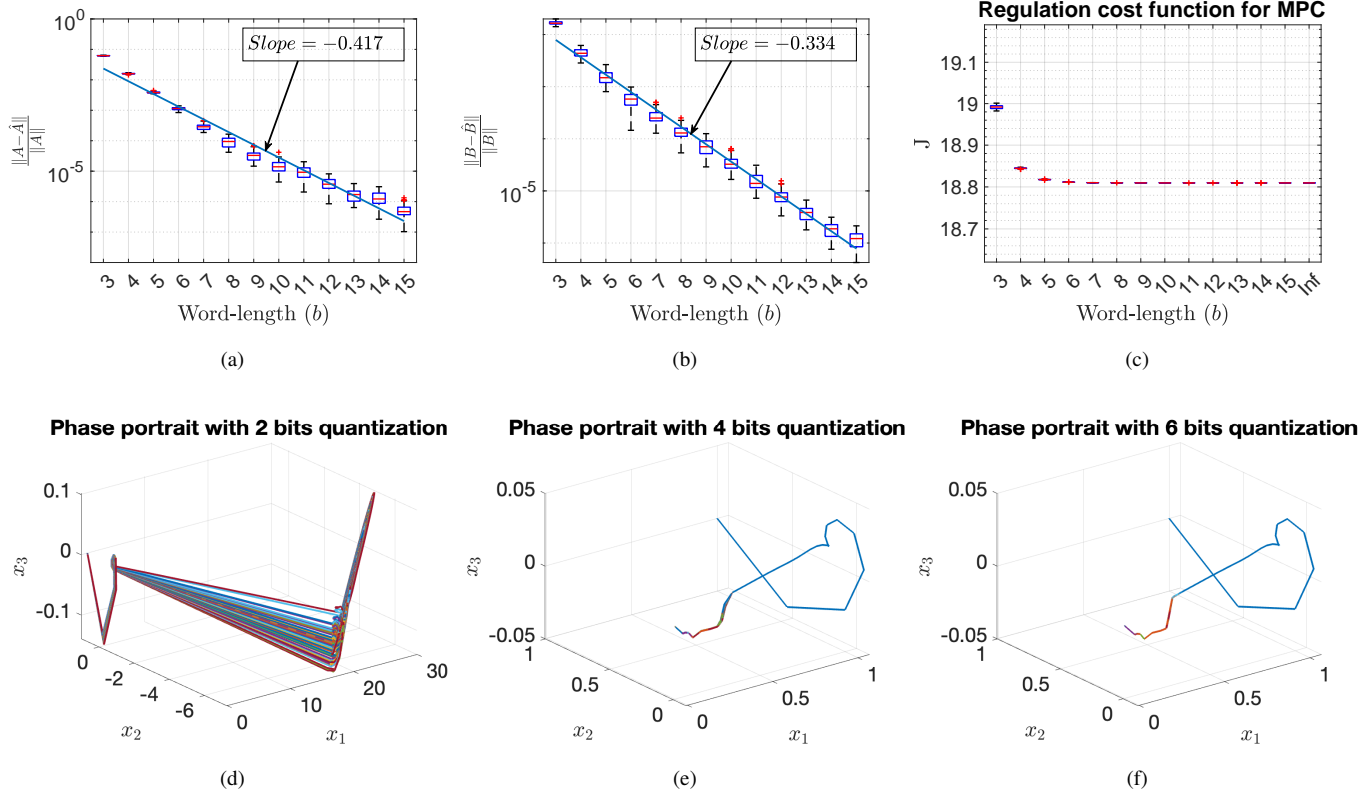 10^0
10^-5
‖A−Â‖
‖A‖
Slope = −0.417
3 4 5 6 7 8 9 10 11 12 13 14 15
Word-length (b)
(a)
10^-5
‖B−B̂‖
‖B‖
Slope = −0.334
3 4 5 6 7 8 9 10 11 12 13 14 15
Word-length (b)
(b)
Regulation cost function for MPC
19.1
19
18.9
18.8
18.7
J
3 4 5 6 7 8 9 10 11 12 13 14 15 Inf
Word-length (b)
(c)
Phase portrait with 2 bits quantization
0.1
0
-0.1
x3
0 -2 -4 -6
x2
0 10 20 30
x1
(d)
Phase portrait with 4 bits quantization
0.05
0
-0.05
x3
1 0.5 0
x2
0 0.5 1
x1
(e)
Phase portrait with 6 bits quantization
0.05
0
-0.05
x3
1 0.5 0
x2
0 0.5 1
x1
(f)